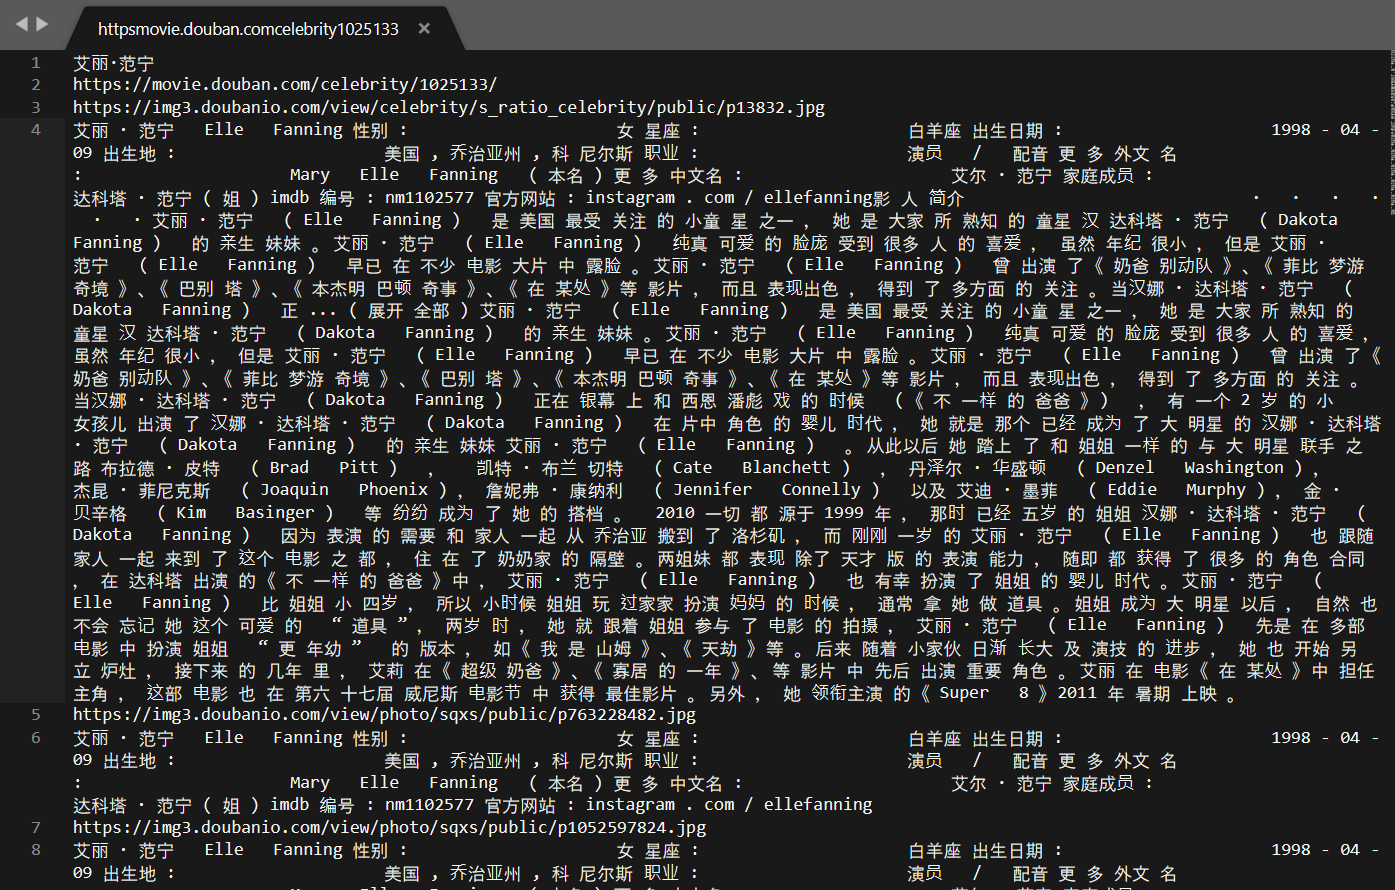 httpsmovie.douban.comcelebrity1025133 ×
1 艾丽·范宁
2 https://movie.douban.com/celebrity/1025133/
3 https://img3.doubanio.com/view/celebrity/s_ratio_celebrity/public/p13832.jpg
4 艾丽 · 范宁 Elle Fanning 性别 : 女 星座 : 白羊座 出生日期 : 1998 - 04 -
09 出生地 : 美国 , 乔治亚州 , 科 尼尔斯 职业 : 演员 / 配音 更 多 外文 名
: Mary Elle Fanning ( 本名 ) 更 多 中文名 : 艾尔 · 范宁 家庭成员 :
达科塔 · 范宁 ( 姐 ) imdb 编号 : nm1102577 官方网站 : instagram . com / ellefanning影 人 简介 · · · ·
· · · 艾丽 · 范宁 ( Elle Fanning ) 是 美国 最受 关注 的 小童 星 之一 , 她 是 大家 所 熟知 的 童星 汉 达科塔 · 范宁 ( Dakota
Fanning ) 的 亲生 妹妹 。 艾丽 · 范宁 ( Elle Fanning ) 纯真 可爱 的 脸庞 受到 很多 人 的 喜爱 , 虽然 年纪 很小 , 但是 艾丽 ·
范宁 ( Elle Fanning ) 早已 在 不少 电影 大片 中 露脸 。 艾丽 · 范宁 ( Elle Fanning ) 曾 出演 了《 奶爸 别动队 》、《 菲比 梦游
奇境 》、《 巴别 塔 》、《 本杰明 巴顿 奇事 》、《 在 某处 》等 影片 , 而且 表现出色 , 得到 了 多方面 的 关注 。 当汉娜 · 达科塔 · 范宁 (
Dakota Fanning ) 正 ... ( 展开 全部 ) 艾丽 · 范宁 ( Elle Fanning ) 是 美国 最受 关注 的 小童 星 之一 , 她 是 大家 所 熟知 的
童星 汉 达科塔 · 范宁 ( Dakota Fanning ) 的 亲生 妹妹 。 艾丽 · 范宁 ( Elle Fanning ) 纯真 可爱 的 脸庞 受到 很多 人 的 喜爱 ,
虽然 年纪 很小 , 但是 艾丽 · 范宁 ( Elle Fanning ) 早已 在 不少 电影 大片 中 露脸 。 艾丽 · 范宁 ( Elle Fanning ) 曾 出演 了《
奶爸 别动队 》、《 菲比 梦游 奇境 》、《 巴别 塔 》、《 本杰明 巴顿 奇事 》、《 在 某处 》等 影片 , 而且 表现出色 , 得到 了 多方面 的 关注 。
当汉娜 · 达科塔 · 范宁 ( Dakota Fanning ) 正在 银幕 上 和 西恩 潘彪 戏 的 时候 (《 不 一样 的 爸爸 》) , 有 一个 2 岁 的 小
女孩儿 出演 了 汉娜 · 达科塔 · 范宁 ( Dakota Fanning ) 在 片中 角色 的 婴儿 时代 , 她 就是 那个 已经 成为 了 大 明星 的 汉娜 · 达科塔
· 范宁 ( Dakota Fanning ) 的 亲生 妹妹 艾丽 · 范宁 ( Elle Fanning ) 。 从此以后 她 踏上 了 和 姐姐 一样 的 与 大 明星 联手 之
路 布拉德 · 皮特 ( Brad Pitt ) , 凯特 · 布兰 切特 ( Cate Blanchett ) , 丹泽尔 · 华盛顿 ( Denzel Washington ) ,
杰昆 · 菲尼克斯 ( Joaquin Phoenix ) , 詹妮弗 · 康纳利 ( Jennifer Connelly ) 以及 艾迪 · 墨菲 ( Eddie Murphy ) , 金 ·
贝辛格 ( Kim Basinger ) 等 纷纷 成为 了 她 的 搭档 。 2010 一切 都 源于 1999 年 , 那时 已经 五岁 的 姐姐 汉娜 · 达科塔 · 范宁 (
Dakota Fanning ) 因为 表演 的 需要 和 家人 一起 从 乔治亚 搬到 了 洛杉矶 , 而 刚刚 一岁 的 艾丽 · 范宁 ( Elle Fanning ) 也 跟随
家人 一起 来到 了 这个 电影 之 都 , 住 在 了 奶奶家 的 隔壁 。 两姐妹 都 表现 除了 天才 版 的 表演 能力 , 随即 都 获得 了 很多 的 角色 合同
, 在 达科塔 出演 的《 不 一样 的 爸爸 》中 , 艾丽 · 范宁 ( Elle Fanning ) 也 有幸 扮演 了 姐姐 的 婴儿 时代 。 艾丽 · 范宁 (
Elle Fanning ) 比 姐姐 小 四岁 , 所以 小时候 姐姐 玩 过家家 扮演 妈妈 的 时候 , 通常 拿 她 做 道具 。 姐姐 成为 大 明星 以后 , 自然 也
不会 忘记 她 这个 可爱 的 “ 道具 ” , 两岁 时 , 她 就 跟着 姐姐 参与 了 电影 的 拍摄 , 艾丽 · 范宁 ( Elle Fanning ) 先是 在 多部
电影 中 扮演 姐姐 “ 更 年幼 ” 的 版本 , 如《 我 是 山姆 》、《 天劫 》等 。 后来 随着 小家伙 日渐 长大 及 演技 的 进步 , 她 也 开始 另
立 炉灶 , 接下来 的 几年 里 , 艾莉 在《 超级 奶爸 》、《 寡居 的 一年 》、 等 影片 中 先后 出演 重要 角色 。 艾丽 在 电影《 在 某处 》中 担任
主角 , 这部 电影 也 在 第六 十七届 威尼斯 电影节 中 获得 最佳影片 。 另外 , 她 领衔主演 的《 Super 8 》2011 年 暑期 上映 。
5 https://img3.doubanio.com/view/photo/sqxs/public/p763228482.jpg
6 艾丽 · 范宁 Elle Fanning 性别 : 女 星座 : 白羊座 出生日期 : 1998 - 04 -
09 出生地 : 美国 , 乔治亚州 , 科 尼尔斯 职业 : 演员 / 配音 更 多 外文 名
: Mary Elle Fanning ( 本名 ) 更 多 中文名 : 艾尔 · 范宁 家庭成员 :
达科塔 · 范宁 ( 姐 ) imdb 编号 : nm1102577 官方网站 : instagram . com / ellefanning
7 https://img3.doubanio.com/view/photo/sqxs/public/p1052597824.jpg
8 艾丽 · 范宁 Elle Fanning 性别 : 女 星座 : 白羊座 出生日期 : 1998 - 04 -
09 出生地 : 美国 , 乔治亚州 , 科 尼尔斯 职业 : 演员 / 配音 更 多 外文 名